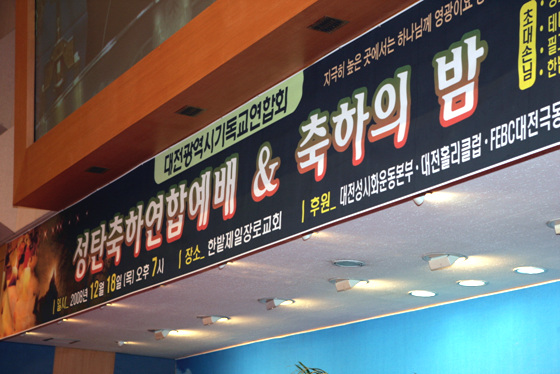 지극히 높은 곳에서는 하나님께 영광이요
대전광역시기독교연합회
성탄축하연합예배 & 축하의 밤
일시_ 2008년 12월 18일(목) 오후 7시 | 장소_ 한밭제일장로교회 | 후원_ 대전성시화운동본부 · 대전홀리클럽 · FEBC대전극동
초대손님